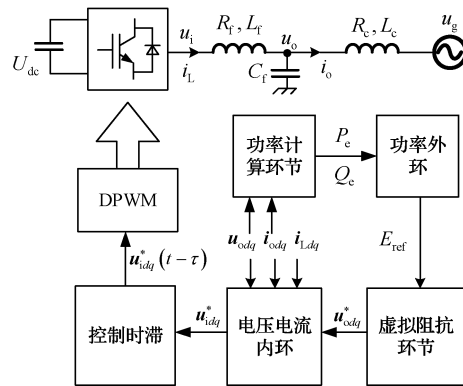 U_dc
u_i
i_L
R_f, L_f
u_o
C_f
i_o
R_c, L_c
u_g
DPWM
u*_idq (t-τ)
控制时滞
功率计
算环节
P_e
Q_e
功率外
环
u_odq
i_odq
i_Ldq
E_ref
u*_idq
电压电流
内环
u*_odq
虚拟阻抗
环节